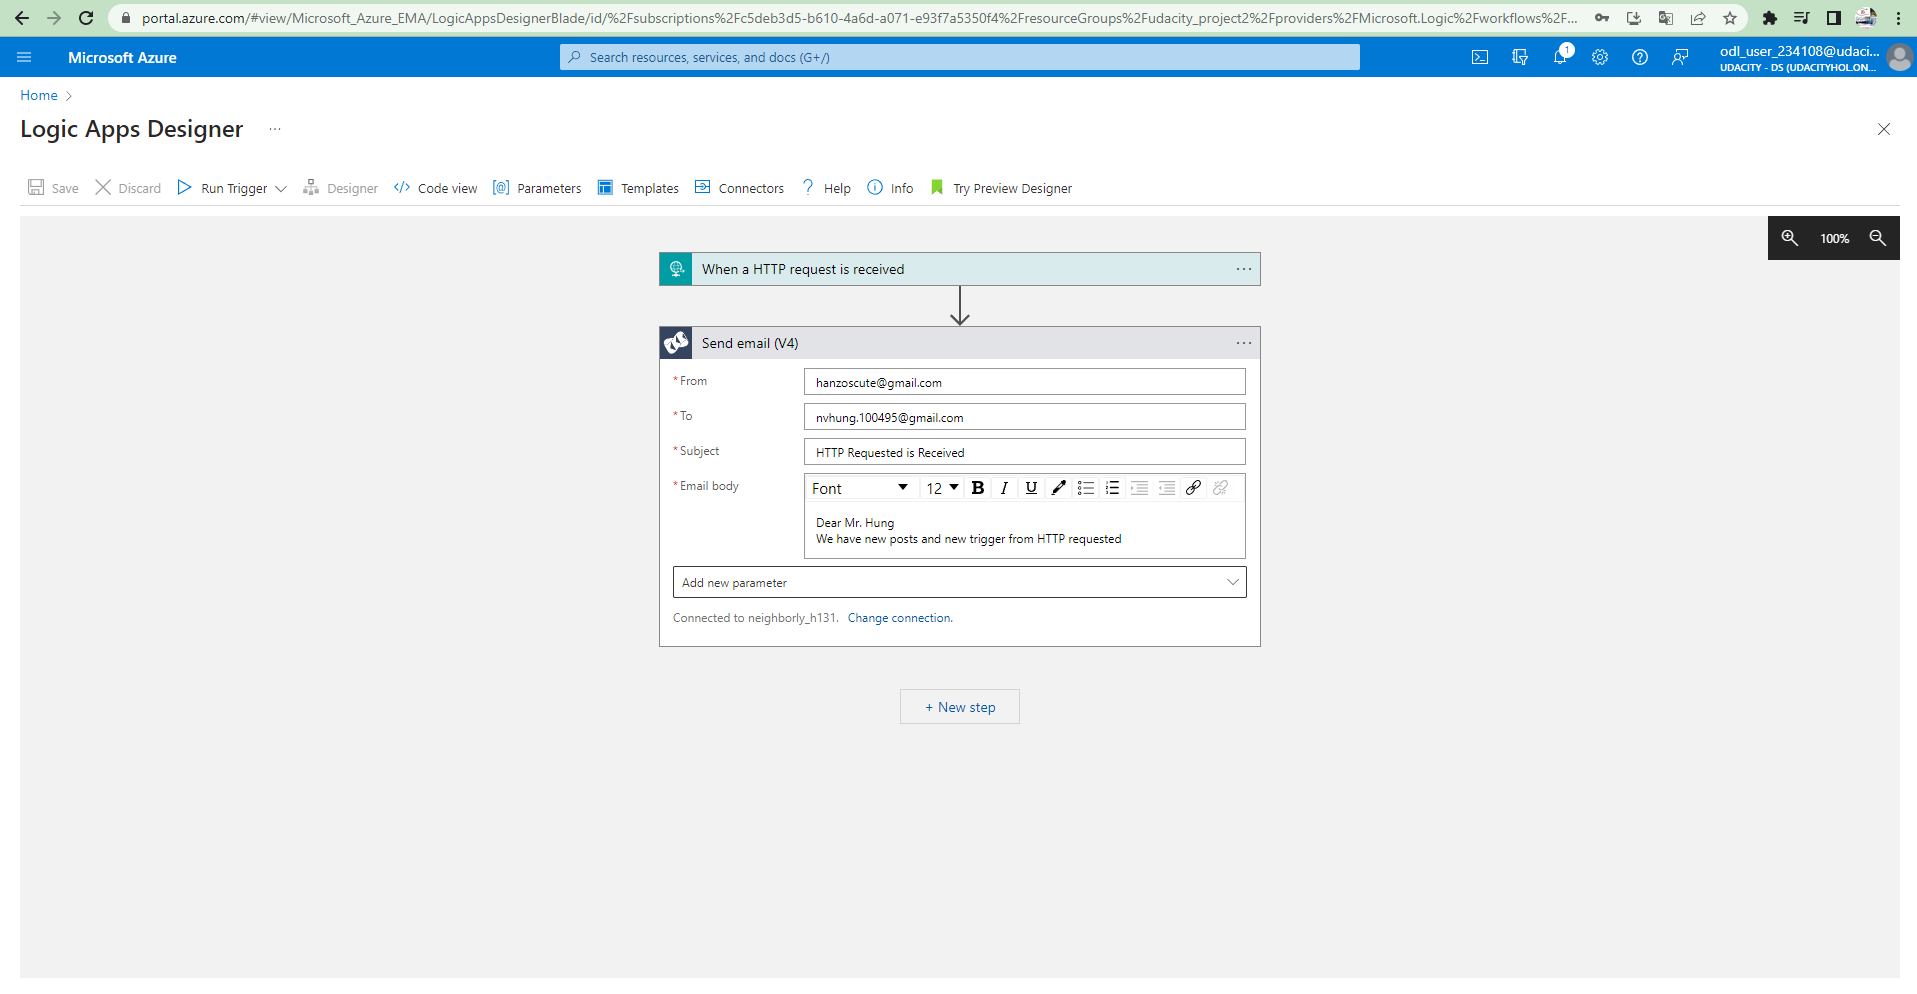 portal.azure.com/#view/Microsoft_Azure_EMA/LogicAppsDesignerBlade/id/%2Fsubscriptions%2Fc5deb3d5-b610-4a6d-a071-e93f7a5350f4%2FresourceGroups%2Fudacity_project2%2Fproviders%2FMicrosoft.Logic%2Fworkflows%2F...
Microsoft Azure
Search resources, services, and docs (G+/)
1
odl_user_234108@udaci...
UDACITY - DS (UDACITYHOL.ON...
Home
Logic Apps Designer
...
Save
Discard
Run Trigger
Designer
Code view
Parameters
Templates
Connectors
Help
Info
Try Preview Designer
100%
When a HTTP request is received
Send email (V4)
* From
hanzoscute@gmail.com
* To
nvhung.100495@gmail.com
* Subject
HTTP Requested is Received
* Email body
Font
12
B
I
U
Dear Mr. Hung
We have new posts and new trigger from HTTP requested
Add new parameter
Connected to neighborly_h131. Change connection.
+ New step